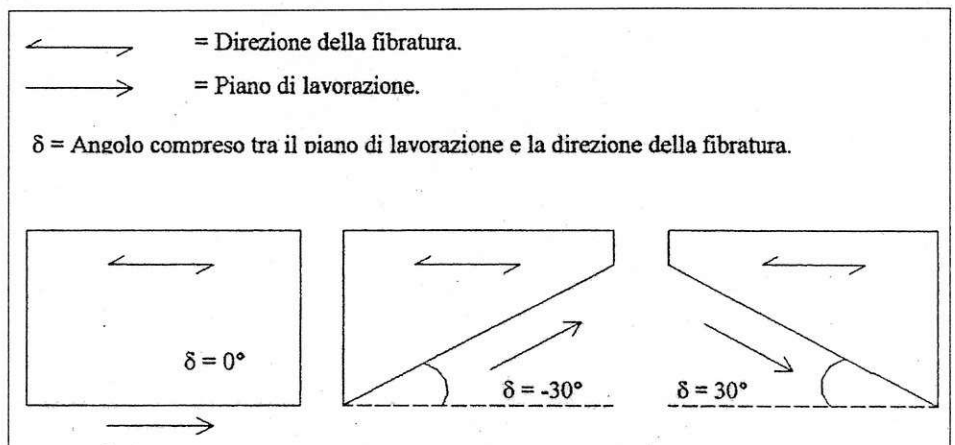 = Direzione della fibratura.
= Piano di lavorazione.
δ = Angolo compreso tra il piano di lavorazione e la direzione della fibratura.
δ = 0°
δ = -30°
δ = 30°